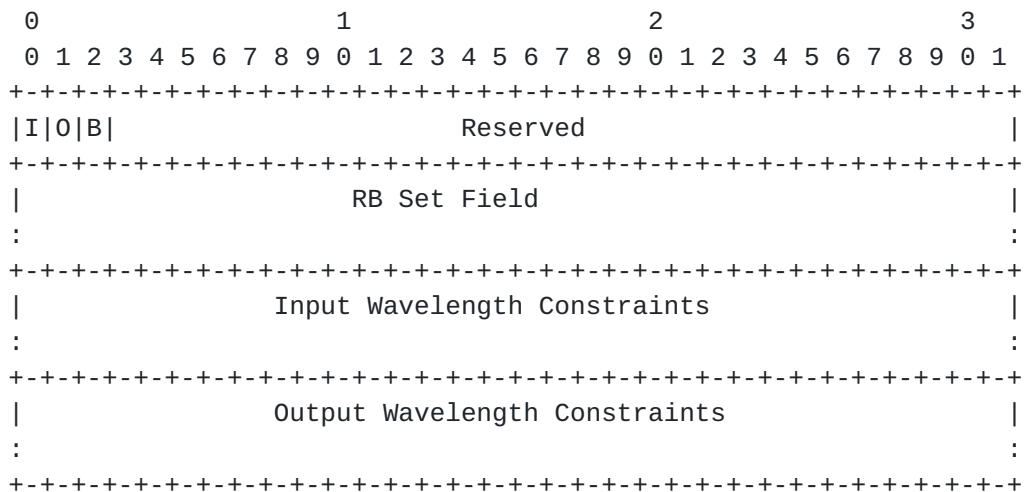 0                   1                   2                   3
 0 1 2 3 4 5 6 7 8 9 0 1 2 3 4 5 6 7 8 9 0 1 2 3 4 5 6 7 8 9 0 1
+-+-+-+-+-+-+-+-+-+-+-+-+-+-+-+-+-+-+-+-+-+-+-+-+-+-+-+-+-+-+-+-+
|I|O|B|                      Reserved                           |
+-+-+-+-+-+-+-+-+-+-+-+-+-+-+-+-+-+-+-+-+-+-+-+-+-+-+-+-+-+-+-+-+
|                     RB Set Field                              |
:                                                               :
+-+-+-+-+-+-+-+-+-+-+-+-+-+-+-+-+-+-+-+-+-+-+-+-+-+-+-+-+-+-+-+-+
|                Input Wavelength Constraints                   |
:                                                               :
+-+-+-+-+-+-+-+-+-+-+-+-+-+-+-+-+-+-+-+-+-+-+-+-+-+-+-+-+-+-+-+-+
|                Output Wavelength Constraints                  |
:                                                               :
+-+-+-+-+-+-+-+-+-+-+-+-+-+-+-+-+-+-+-+-+-+-+-+-+-+-+-+-+-+-+-+-+